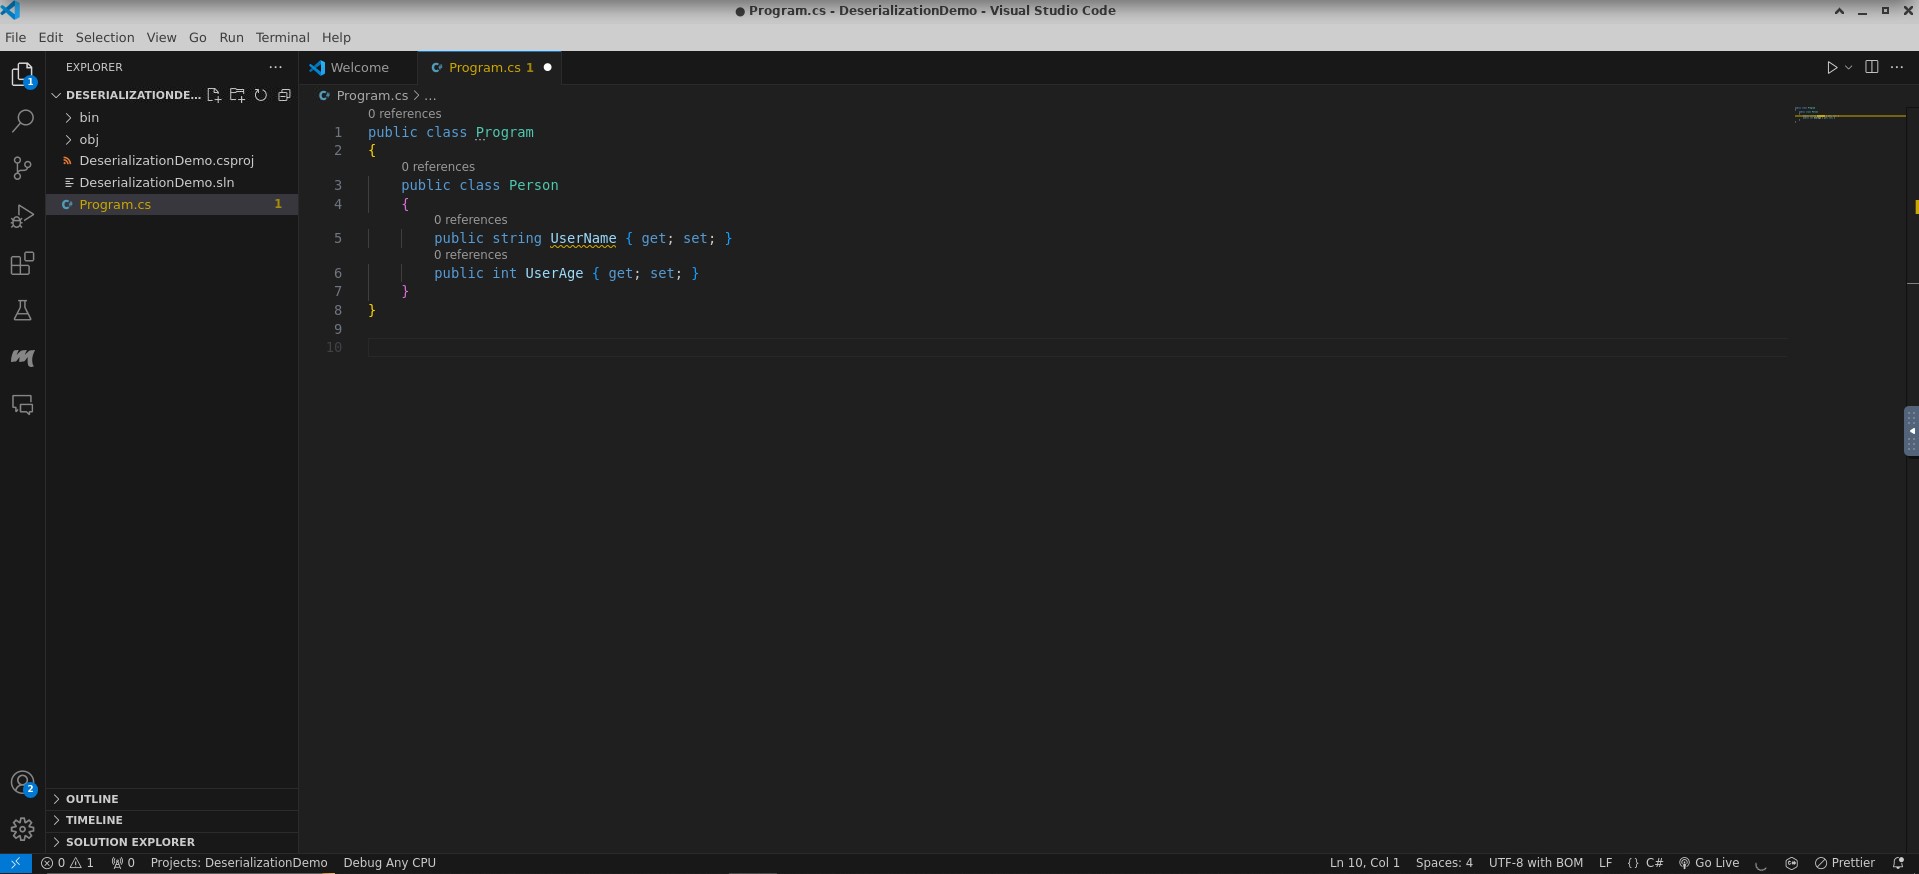 ● Program.cs - DeserializationDemo - Visual Studio Code
File Edit Selection View Go Run Terminal Help
EXPLORER ...
Welcome
Program.cs 1
DESERIALIZATIONDE...
Program.cs > ...
bin
obj
DeserializationDemo.csproj
DeserializationDemo.sln
Program.cs 1
0 references
1 public class Program
2 {
0 references
3 public class Person
4 {
0 references
5 public string UserName { get; set; }
0 references
6 public int UserAge { get; set; }
7 }
8 }
9
10
1
2
OUTLINE
TIMELINE
SOLUTION EXPLORER
0 1 0 Projects: DeserializationDemo Debug Any CPU Ln 10, Col 1 Spaces: 4 UTF-8 with BOM LF {} C# Go Live Prettier